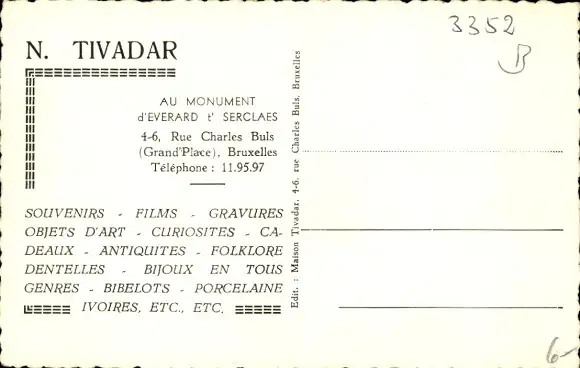 3352
B
N. TIVADAR
AU MONUMENT
d'EVERARD t' SERCLAES
4-6, Rue Charles Buls
(Grand'Place), Bruxelles
Téléphone : 11.95.97
SOUVENIRS - FILMS - GRAVURES
OBJETS D'ART - CURIOSITES - CA-
DEAUX - ANTIQUITES - FOLKLORE
DENTELLES - BIJOUX EN TOUS
GENRES - BIBELOTS - PORCELAINE
IVOIRES, ETC., ETC.
Edit. : Maison Tivadar, 4-6, rue Charles Buls, Bruxelles
6-